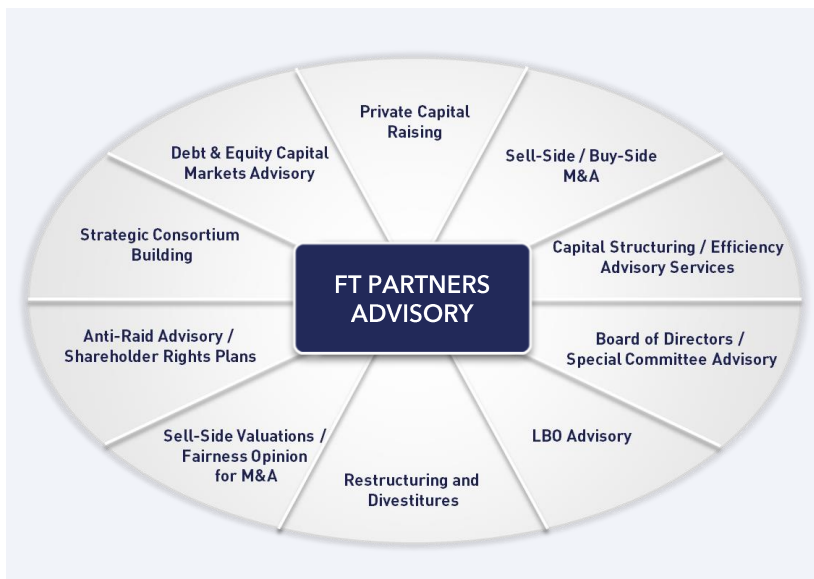 Private Capital
Raising
Debt & Equity Capital
Markets Advisory
Sell-Side / Buy-Side
M&A
Strategic Consortium
Building
Capital Structuring / Efficiency
Advisory Services
FT PARTNERS
ADVISORY
Anti-Raid Advisory /
Shareholder Rights Plans
Board of Directors /
Special Committee Advisory
Sell-Side Valuations /
Fairness Opinion
for M&A
LBO Advisory
Restructuring and
Divestitures